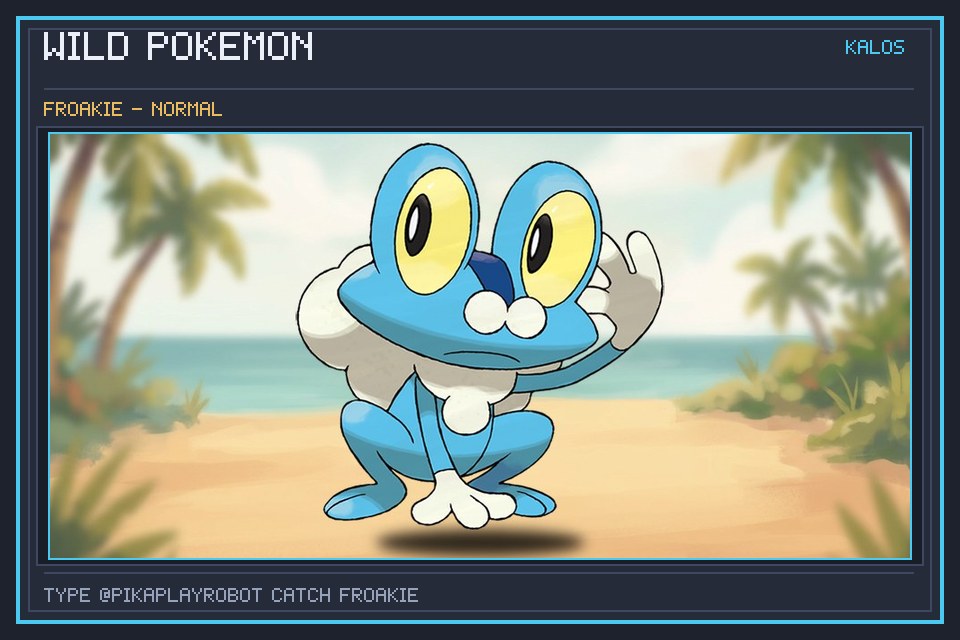 WILD POKEMON
KALOS
FROAKIE - NORMAL
TYPE @PIKAPLAYROBOT CATCH FROAKIE